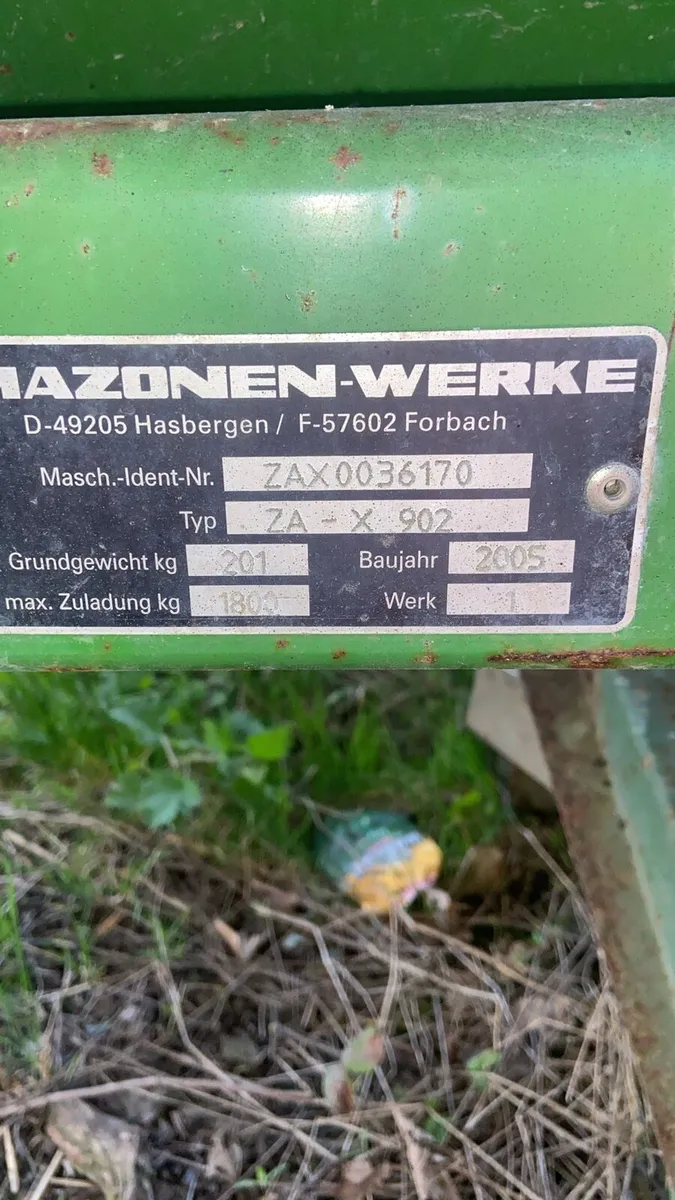 MAZONEN-WERKE
D-49205 Hasbergen / F-57602 Forbach
Masch.-Ident-Nr. ZAX0036170
Typ ZA - X 902
Grundgewicht kg 201 Baujahr 2005
max. Zuladung kg 1800 Werk 1